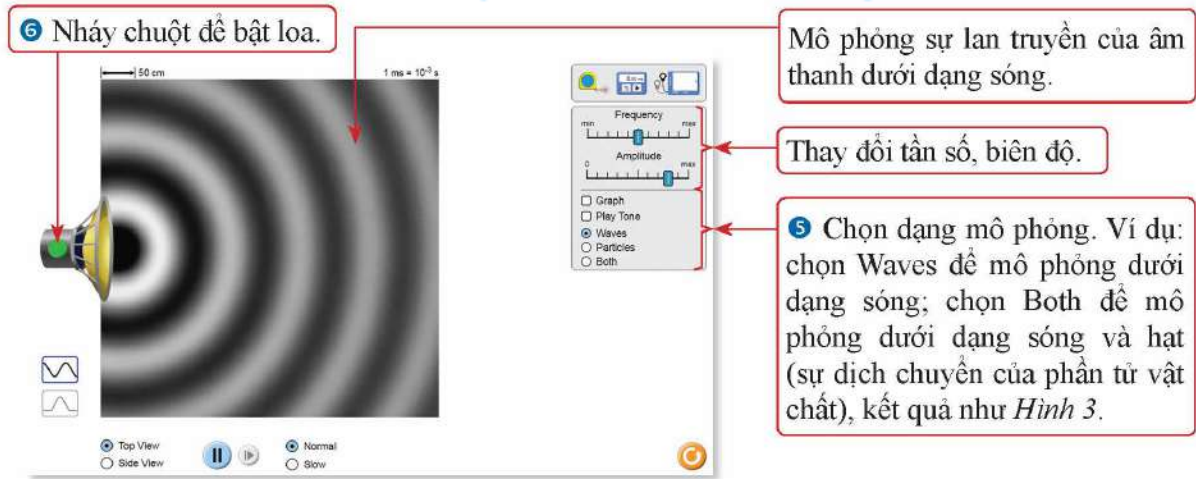 ❻ Nháy chuột để bật loa.
Mô phỏng sự lan truyền của âm
thanh dưới dạng sóng.
50 cm
1 ms = 10⁻³ s
Frequency
min
max
Amplitude
0
max
Thay đổi tần số, biên độ.
Graph
Play Tone
Waves
Particles
Both
❺ Chọn dạng mô phỏng. Ví dụ:
chọn Waves để mô phỏng dưới
dạng sóng; chọn Both để mô
phỏng dưới dạng sóng và hạt
(sự dịch chuyển của phần tử vật
chất), kết quả như Hình 3.
Top View
Side View
Normal
Slow